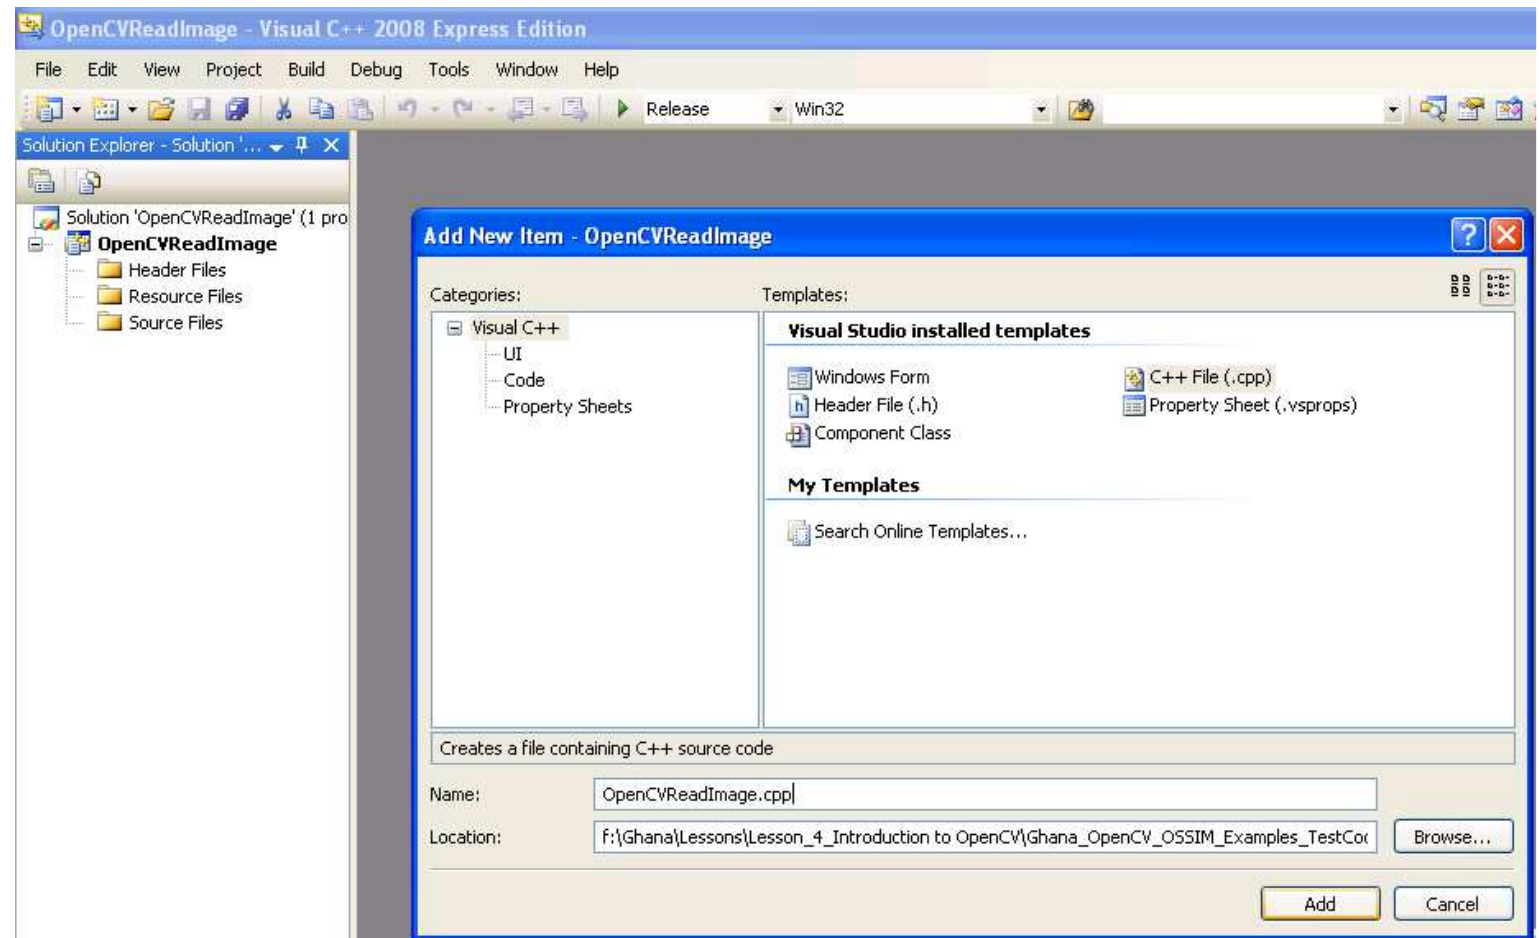 OpenCVReadImage - Visual C++ 2008 Express Edition
File Edit View Project Build Debug Tools Window Help
Release Win32
Solution Explorer - Solution '...
Solution 'OpenCVReadImage' (1 pro
OpenCVReadImage
Header Files
Resource Files
Source Files
Add New Item - OpenCVReadImage
Categories:
Visual C++
UI
Code
Property Sheets
Templates:
Visual Studio installed templates
Windows Form
Header File (.h)
Component Class
C++ File (.cpp)
Property Sheet (.vsprops)
My Templates
Search Online Templates...
Creates a file containing C++ source code
Name: OpenCVReadImage.cpp
Location: f:\Ghana\Lessons\Lesson_4_Introduction to OpenCV\Ghana_OpenCV_OSSIM_Examples_TestCo Browse...
Add Cancel